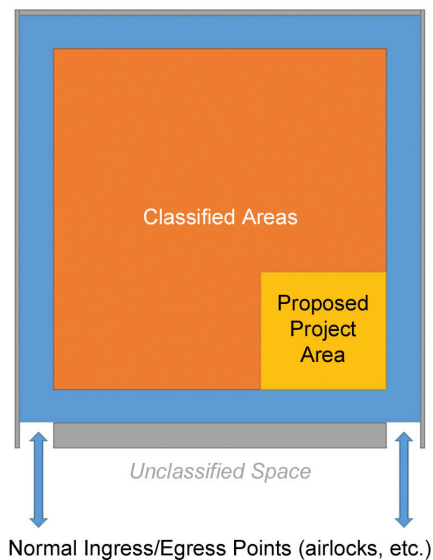 Classified Areas
Proposed
Project
Area
Unclassified Space
Normal Ingress/Egress Points (airlocks, etc.)